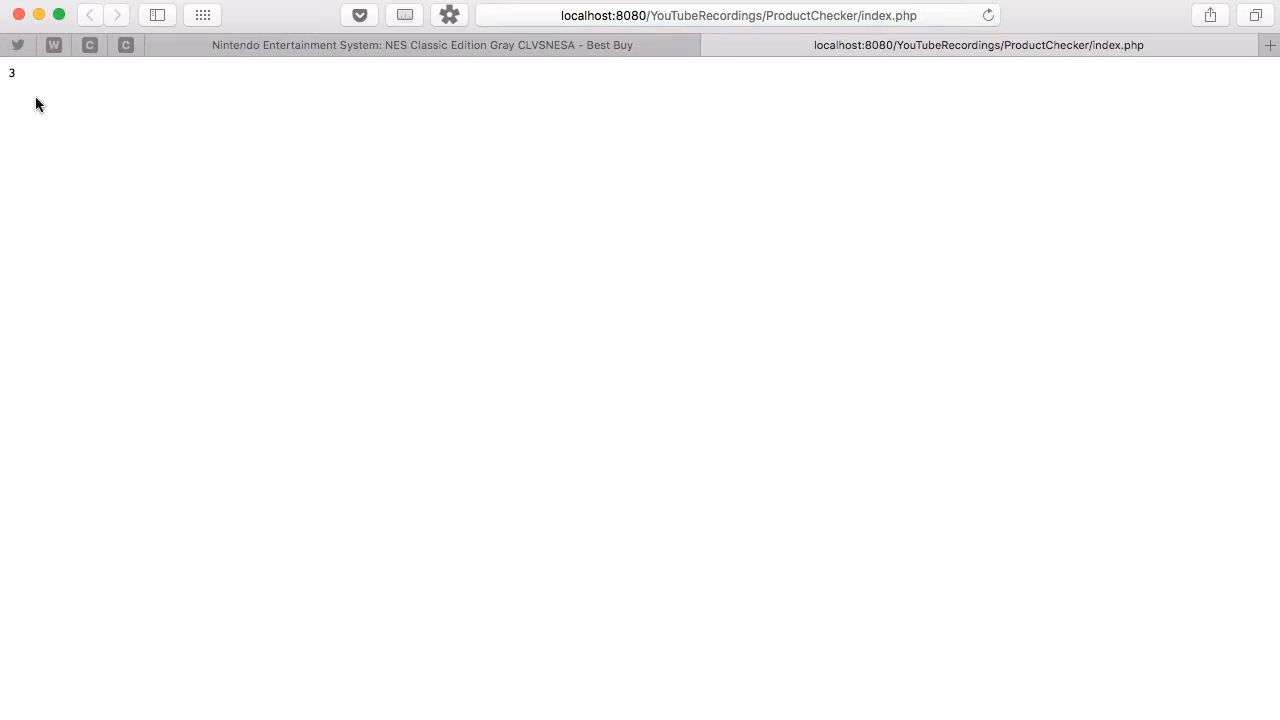 localhost:8080/YouTubeRecordings/ProductChecker/index.php
W C C Nintendo Entertainment System: NES Classic Edition Gray CLVSNESA - Best Buy localhost:8080/YouTubeRecordings/ProductChecker/index.php
3